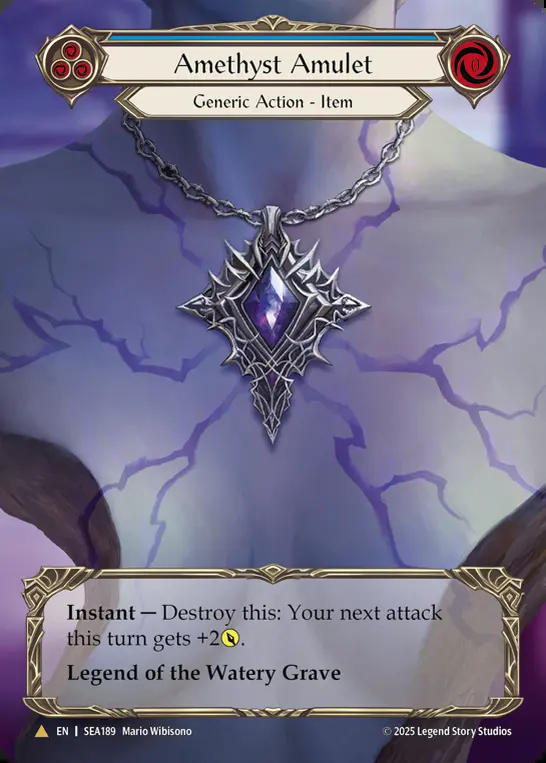 Amethyst Amulet
0
Generic Action - Item
Instant — Destroy this: Your next attack
this turn gets +2.
Legend of the Watery Grave
EN | SEA189 Mario Wibisono
© 2025 Legend Story Studios